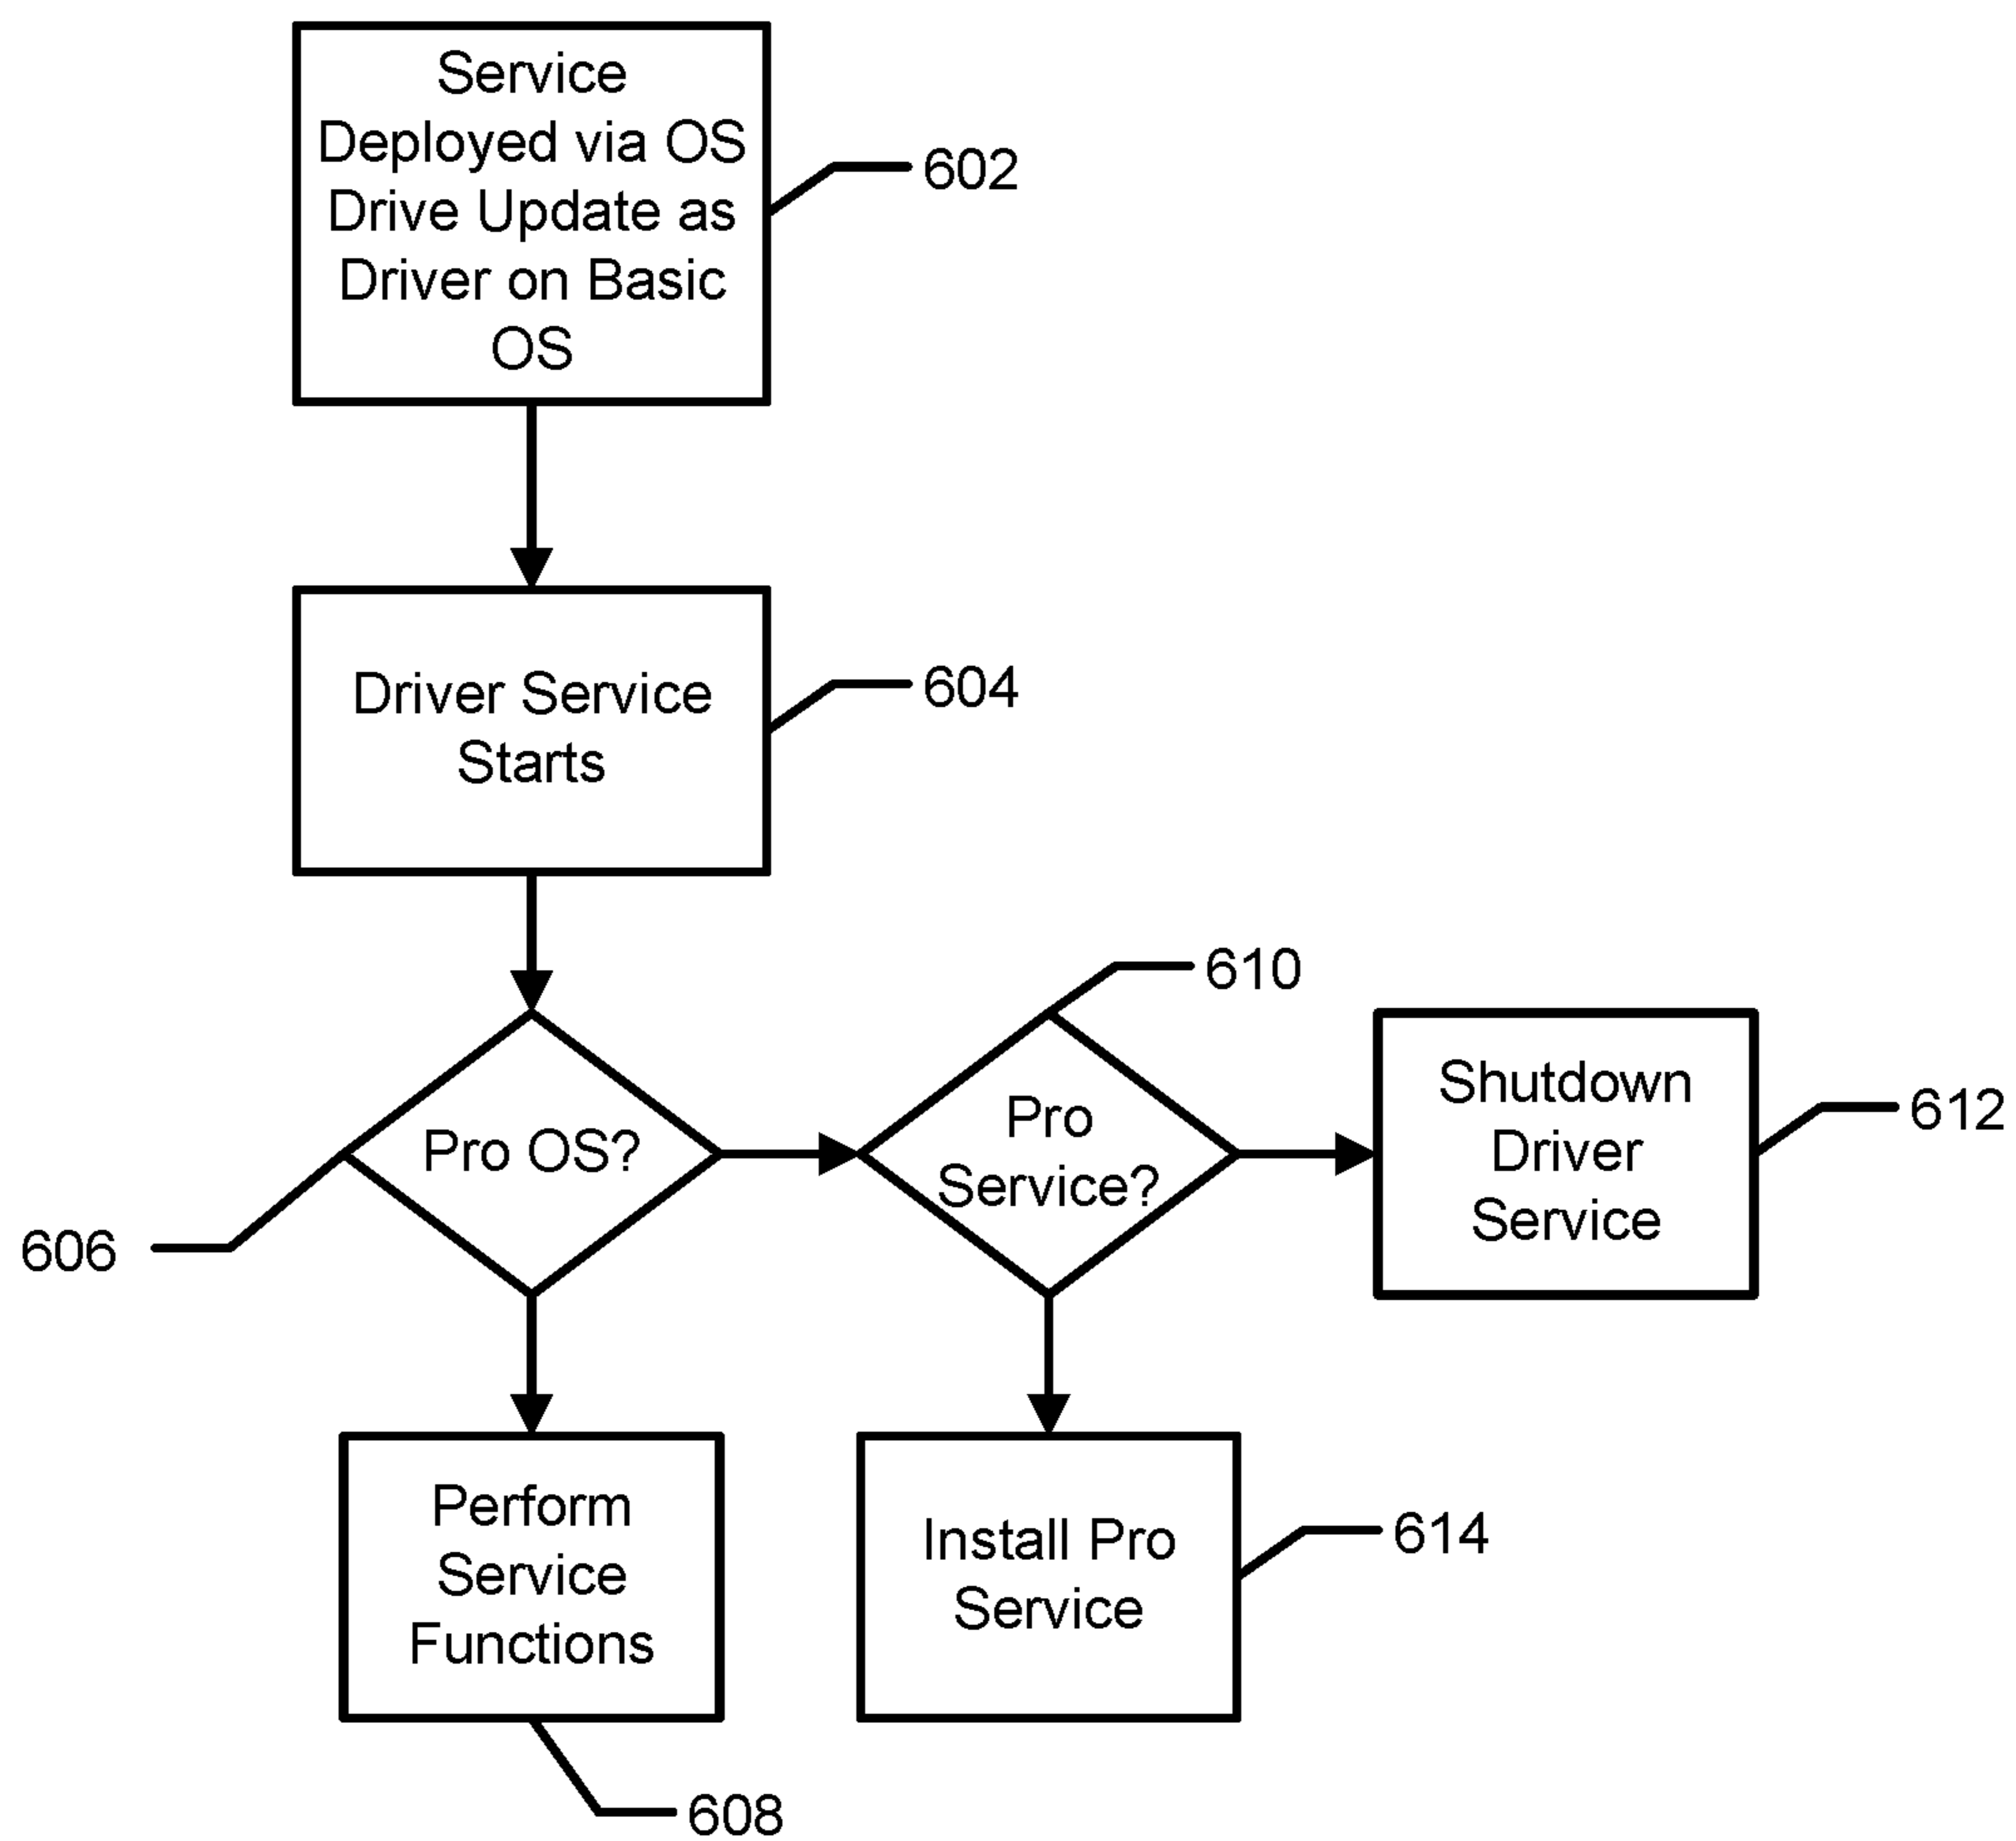 Service
Deployed via OS
Drive Update as
Driver on Basic
OS
602
Driver Service
Starts
604
Pro OS?
606
Pro
Service?
610
Shutdown
Driver
Service
612
Perform
Service
Functions
608
Install Pro
Service
614